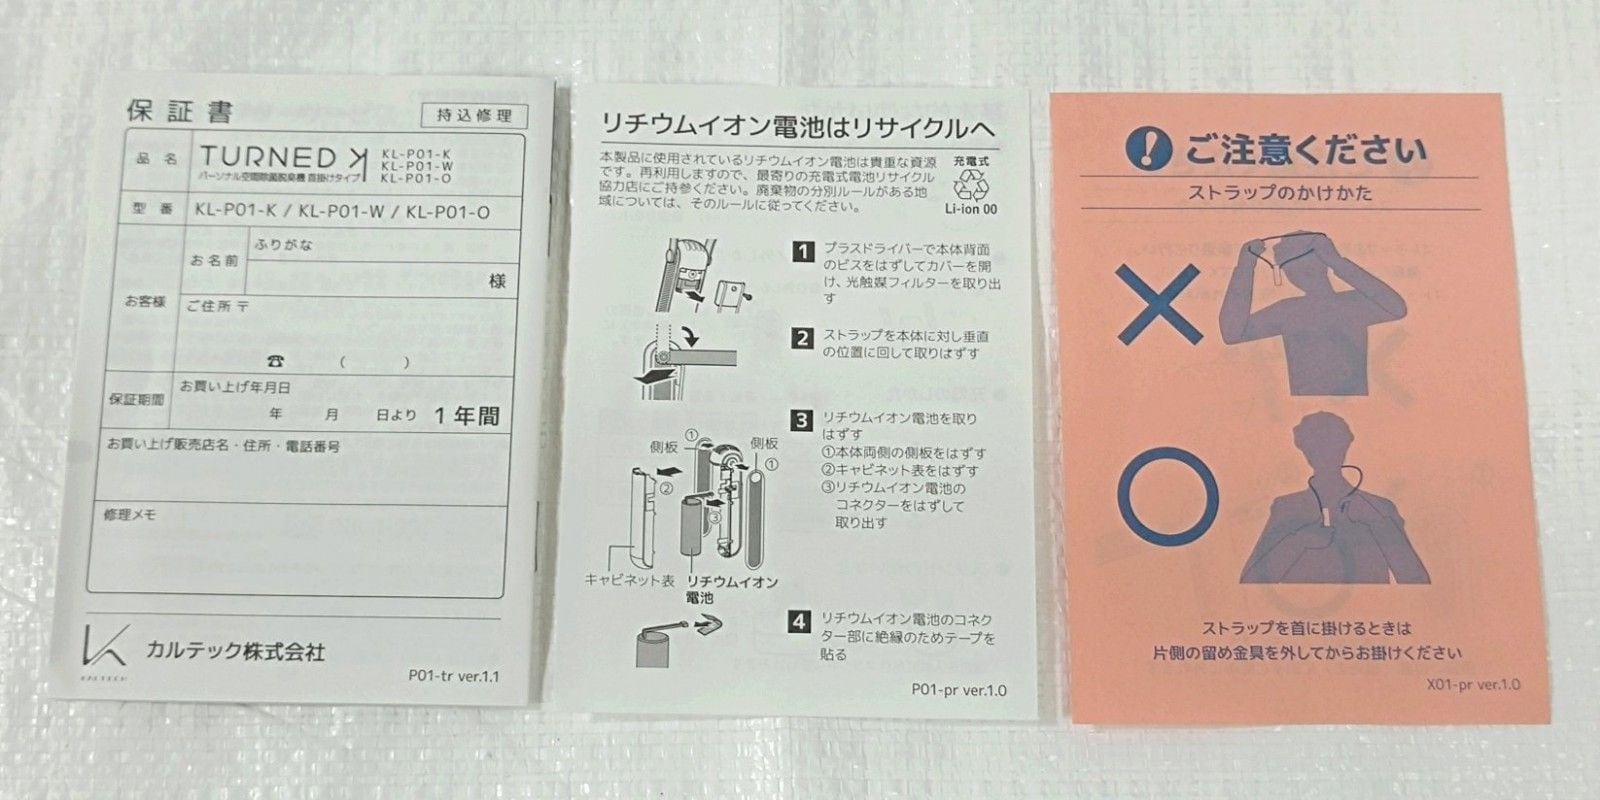 保証書
持込修理
品名
TURNED K
KL-P01-K
KL-P01-W
KL-P01-O
パーソナル空間除菌脱臭機 首掛けタイプ
型番
KL-P01-K / KL-P01-W / KL-P01-O
お客様
お名前
ふりがな
様
ご住所 〒
☎ ( )
保証期間
お買い上げ年月日
年 月 日より 1年間
お買い上げ販売店名・住所・電話番号
修理メモ
KALTECH
カルテック株式会社
P01-tr ver.1.1
リチウムイオン電池はリサイクルへ
本製品に使用されているリチウムイオン電池は貴重な資源
です。再利用しますので、最寄りの充電式電池リサイクル
協力店にご持参ください。廃棄物の分別ルールがある地
域については、そのルールに従ってください。
充電式
Li-ion 00
1 プラスドライバーで本体背面
のビスをはずしてカバーを開
け、光触媒フィルターを取り出
す
2 ストラップを本体に対し垂直
の位置に回して取りはずす
3 リチウムイオン電池を取り
はずす
①本体両側の側板をはずす
②キャビネット表をはずす
③リチウムイオン電池の
コネクターをはずして
取り出す
側板
①
側板
①
②
③
キャビネット表
リチウムイオン
電池
4 リチウムイオン電池のコネク
ター部に絶縁のためテープを
貼る
P01-pr ver.1.0
ご注意ください
ストラップのかけかた
ストラップを首に掛けるときは
片側の留め金具を外してからお掛けください
X01-pr ver.1.0